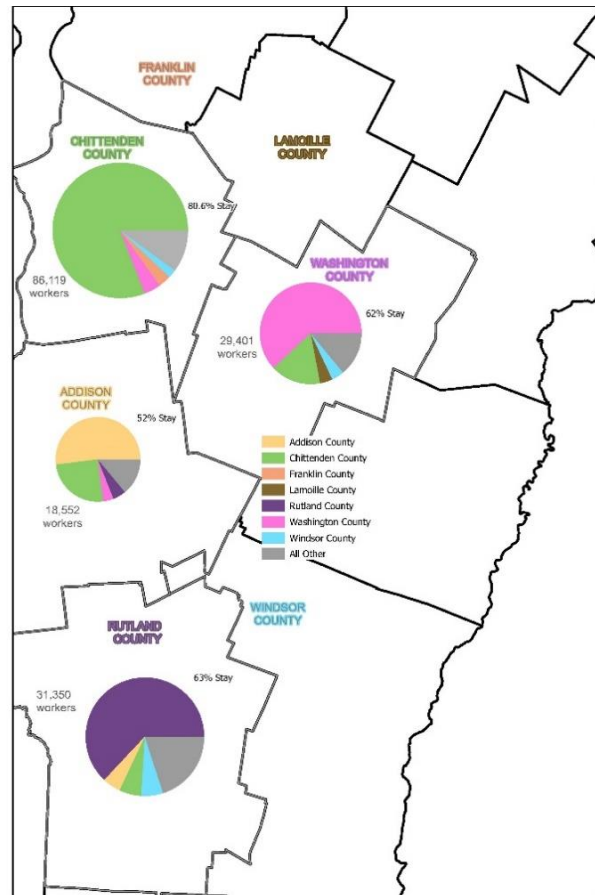 FRANKLIN
COUNTY
CHITTENDEN
COUNTY
LAMOILLE
COUNTY
80.6% Stay
86,119
workers
WASHINGTON
COUNTY
62% Stay
29,401
workers
ADDISON
COUNTY
52% Stay
18,552
workers
Addison County
Chittenden County
Franklin County
Lamoille County
Rutland County
Washington County
Windsor County
All Other
WINDSOR
COUNTY
RUTLAND
COUNTY
63% Stay
31,350
workers